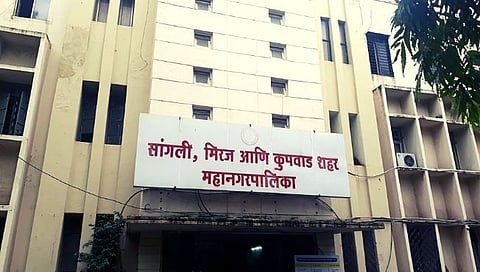 सांगली, मिरज आणि कुपवाड शहर
महानगरपालिका